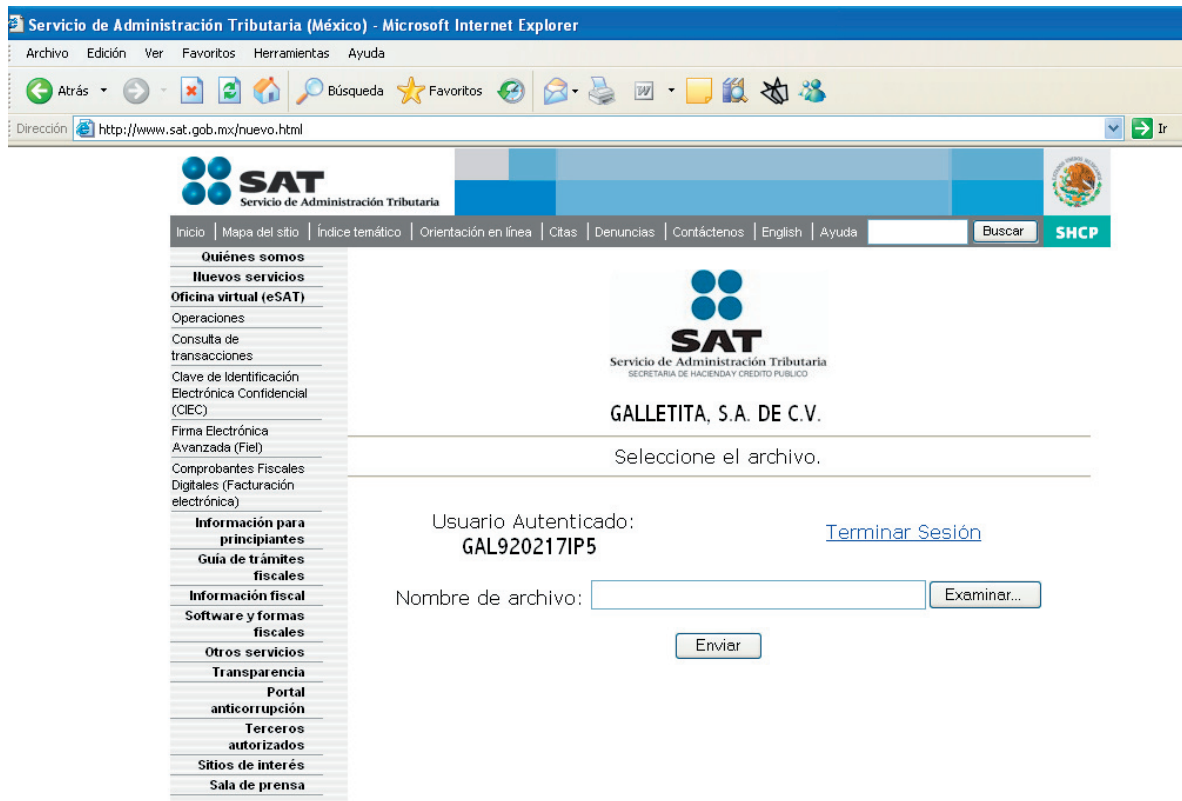 Servicio de Administración Tributaria (México) - Microsoft Internet Explorer
Archivo Edición Ver Favoritos Herramientas Ayuda
Atrás Búsqueda Favoritos
Dirección http://www.sat.gob.mx/nuevo.html Ir
SAT
Servicio de Administración Tributaria
Inicio | Mapa del sitio | Índice temático | Orientación en línea | Citas | Denuncias | Contáctenos | English | Ayuda Buscar SHCP
Quiénes somos
Nuevos servicios
Oficina virtual (eSAT)
Operaciones
Consulta de
transacciones
Clave de Identificación
Electrónica Confidencial
(CIEC)
Firma Electrónica
Avanzada (Fiel)
Comprobantes Fiscales
Digitales (Facturación
electrónica)
Información para
principiantes
Guía de trámites
fiscales
Información fiscal
Software y formas
fiscales
Otros servicios
Transparencia
Portal
anticorrupción
Terceros
autorizados
Sitios de interés
Sala de prensa
SAT
Servicio de Administración Tributaria
SECRETARIA DE HACIENDA Y CREDITO PUBLICO
GALLETITA, S.A. DE C.V.
Seleccione el archivo.
Usuario Autenticado:
GAL920217IP5
Terminar Sesión
Nombre de archivo: Examinar...
Enviar